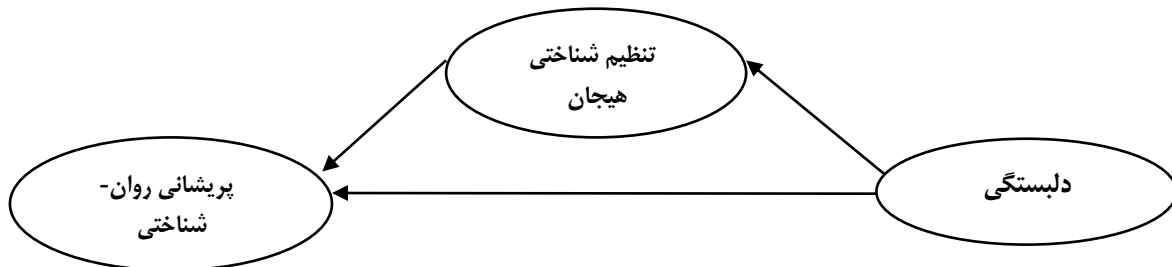 تنظیم شناختی
هیجان
دلبستگی
پریشانی روان-
شناختی